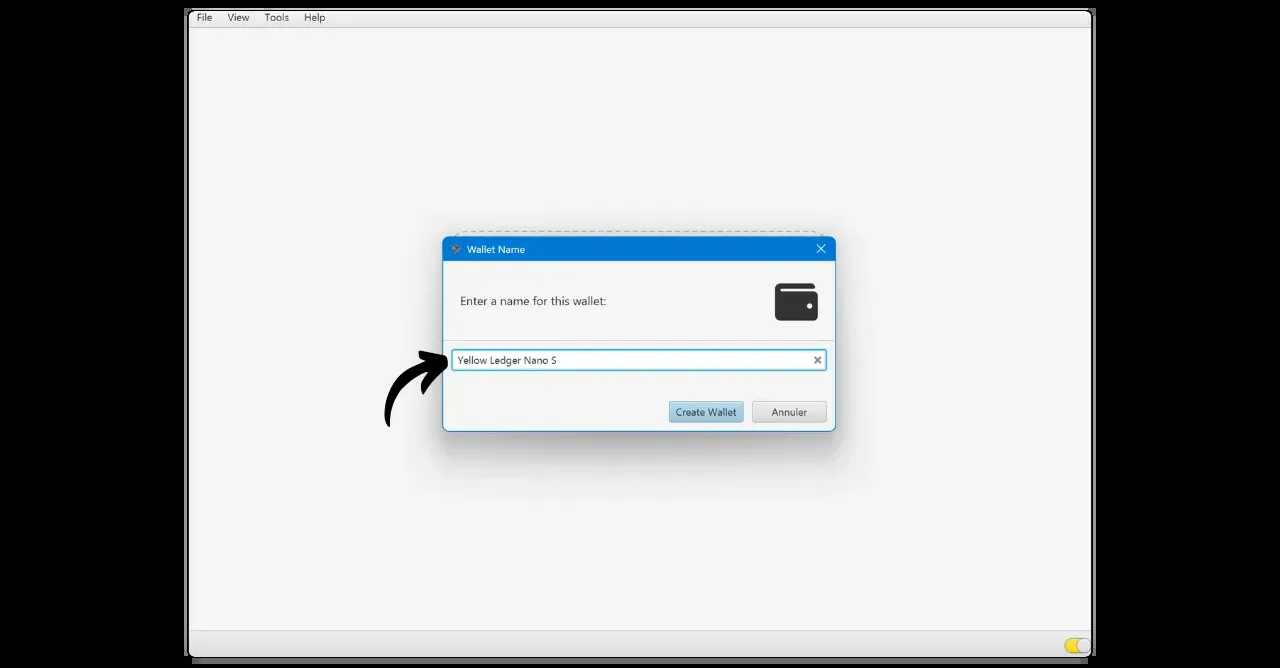 File View Tools Help
Wallet Name
Enter a name for this wallet:
Yellow Ledger Nano S
Create Wallet Annuler